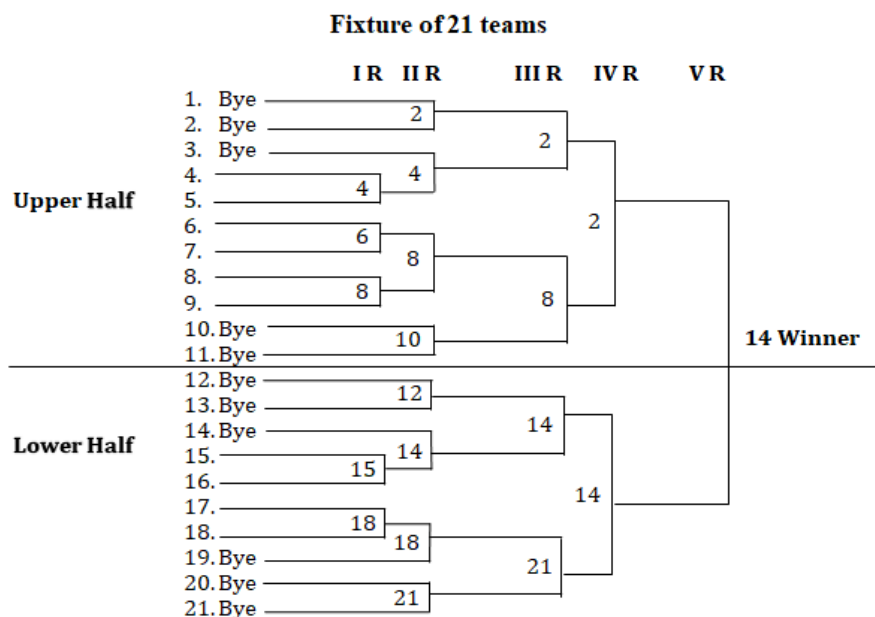 Fixture of 21 teams
I R II R III R IV R V R
1. Bye
2. Bye
2
3. Bye
4.
5.
4
4
2
Upper Half
6.
7.
6
8.
9.
8
8
10. Bye
11. Bye
10
8
2
14 Winner
12. Bye
13. Bye
12
14. Bye
15.
16.
15
14
14
Lower Half
17.
18.
18
19. Bye
18
20. Bye
21. Bye
21
21
14